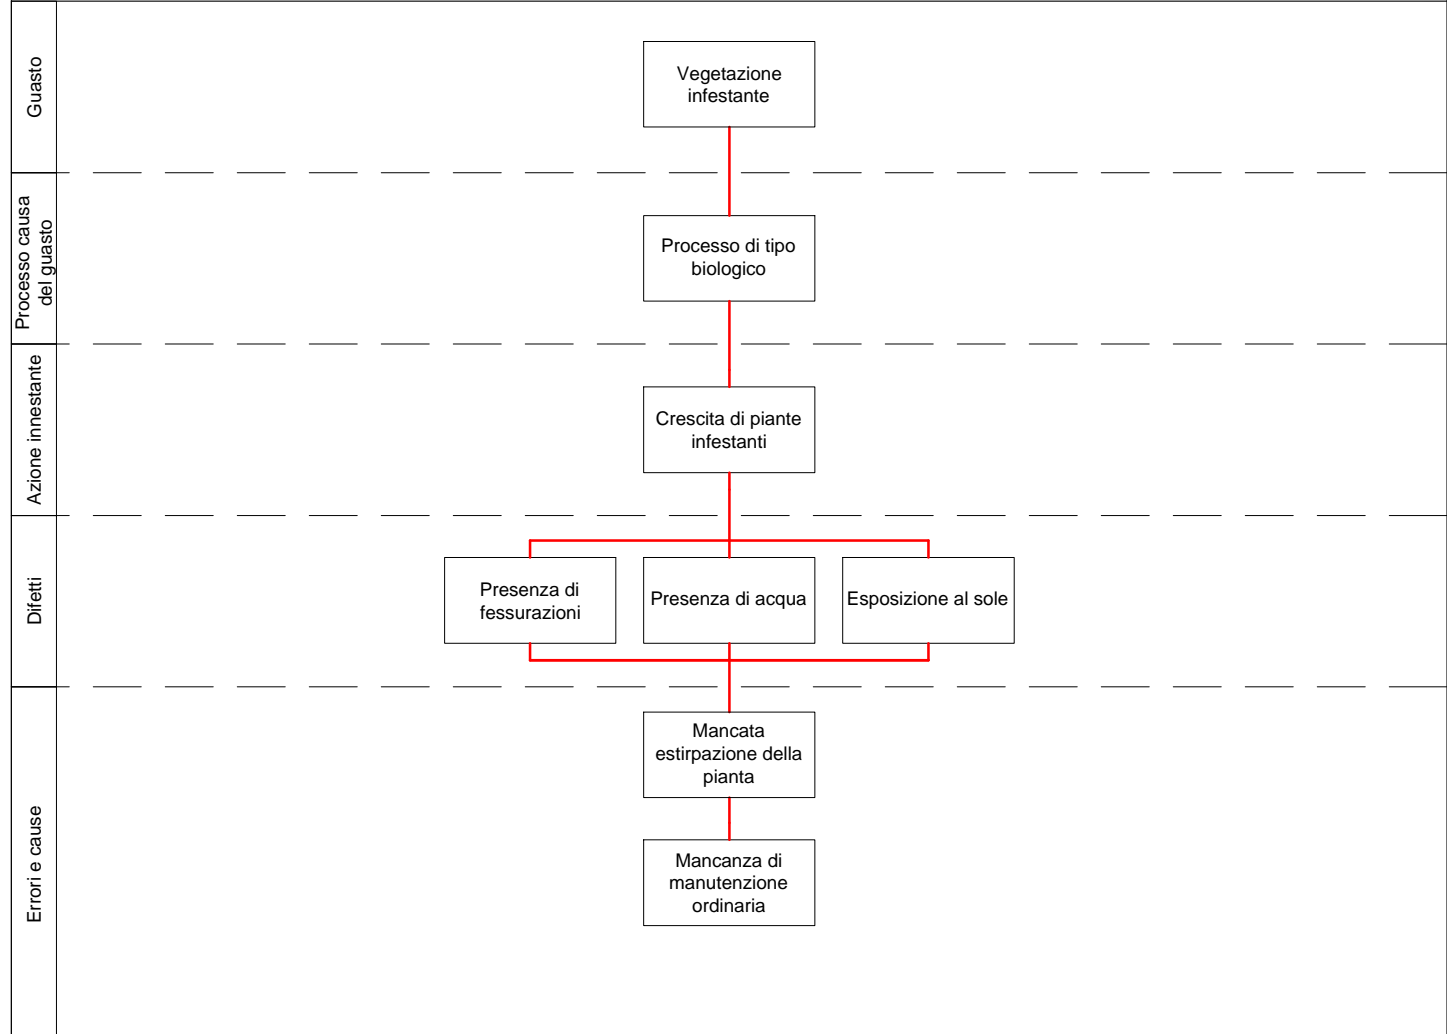 Guasto
Vegetazione
infestante
Processo causa
del guasto
Processo di tipo
biologico
Azione innestante
Crescita di piante
infestanti
Difetti
Presenza di
fessurazioni
Presenza di acqua
Esposizione al sole
Errori e cause
Mancata
estirpazione della
pianta
Mancanza di
manutenzione
ordinaria